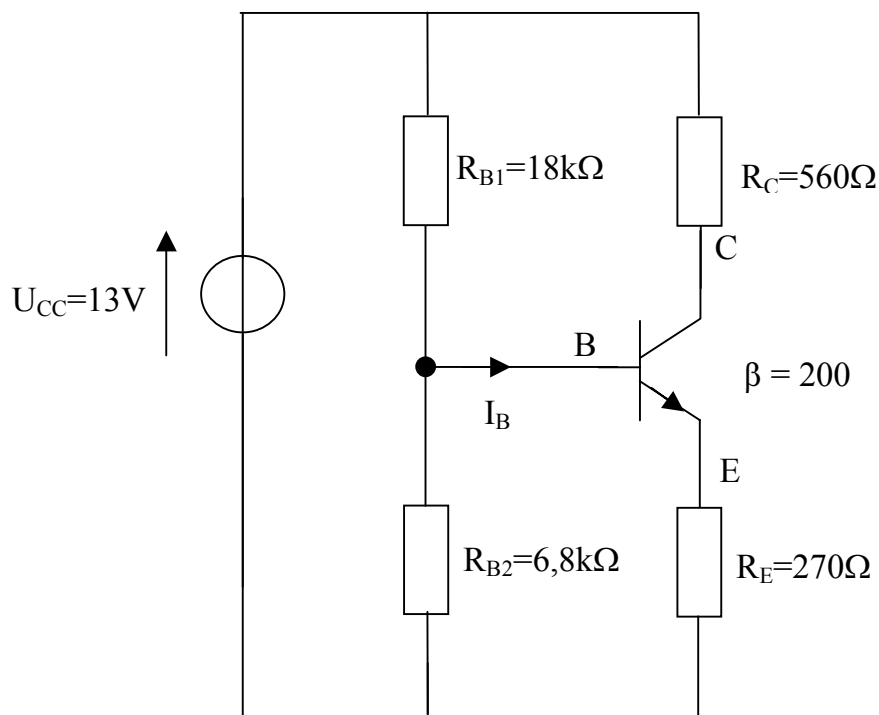 R_B1=18kΩ
R_C=560Ω
C
U_CC=13V
B
β = 200
I_B
E
R_B2=6,8kΩ
R_E=270Ω